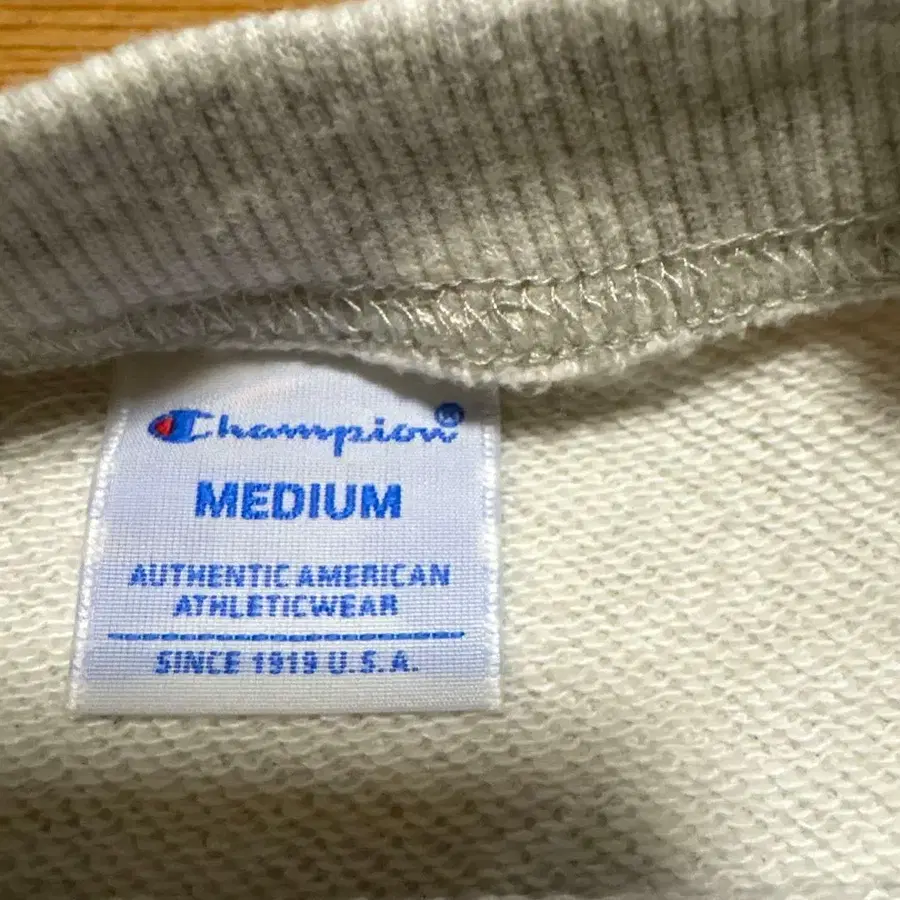 Champion®
MEDIUM
AUTHENTIC AMERICAN
ATHLETICWEAR
SINCE 1919 U.S.A.